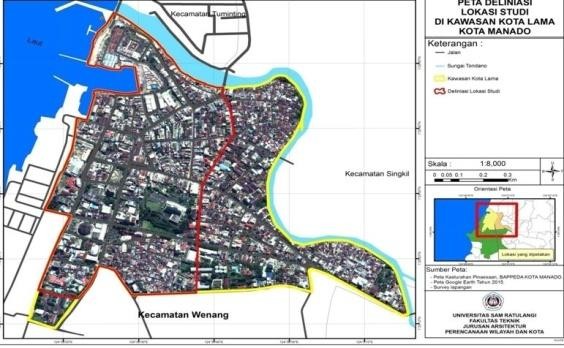 PETA DELINIASI
LOKASI STUDI
DI KAWASAN KOTA LAMA
KOTA MANADO
Keterangan :
Jalan
Sungai Tondano
Kawasan Kota Lama
Deliniasi Lokasi Studi
Kecamatan Tuminting
Laut
Kecamatan Singkil
Kecamatan Wenang
Skala : 1:8,000
0 0.05 0.1 0.2 0.3
Km
Orientasi Peta
Lokasi yang dipetakan
Sumber Peta:
- Peta Kelurahan Pinaesaan, BAPPEDA KOTA MANADO
- Peta Google Earth Tahun 2015
- Survey lapangan
UNIVERSITAS SAM RATULANGI
FAKULTAS TEKNIK
JURUSAN ARSITEKTUR
PERENCANAAN WILAYAH DAN KOTA